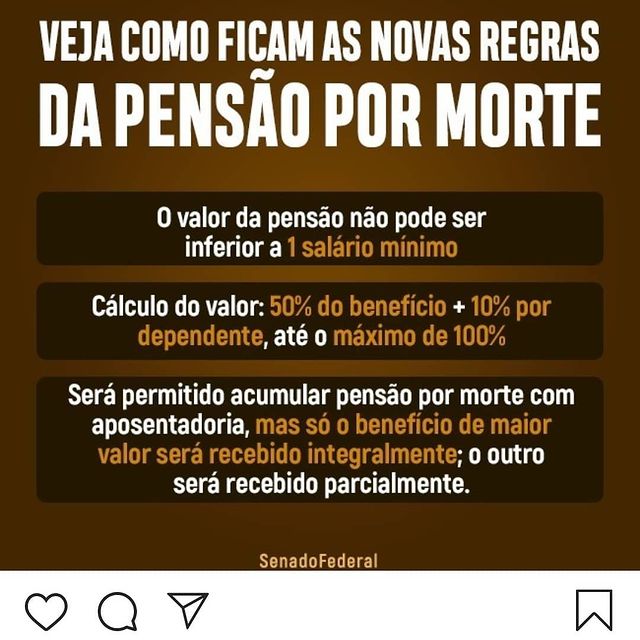 VEJA COMO FICAM AS NOVAS REGRAS
DA PENSÃO POR MORTE
O valor da pensão não pode ser
inferior a 1 salário mínimo
Cálculo do valor: 50% do benefício + 10% por
dependente, até o máximo de 100%
Será permitido acumular pensão por morte com
aposentadoria, mas só o benefício de maior
valor será recebido integralmente; o outro
será recebido parcialmente.
SenadoFederal